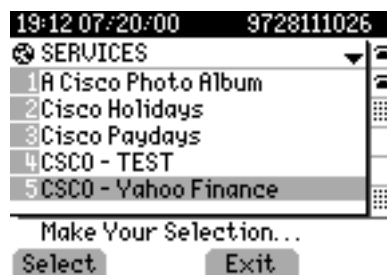 19:12 07/20/00 9728111026
SERVICES
1 A Cisco Photo Album
2 Cisco Holidays
3 Cisco Paydays
4 CSCO - TEST
5 CSCO - Yahoo Finance
Make Your Selection...
Select Exit